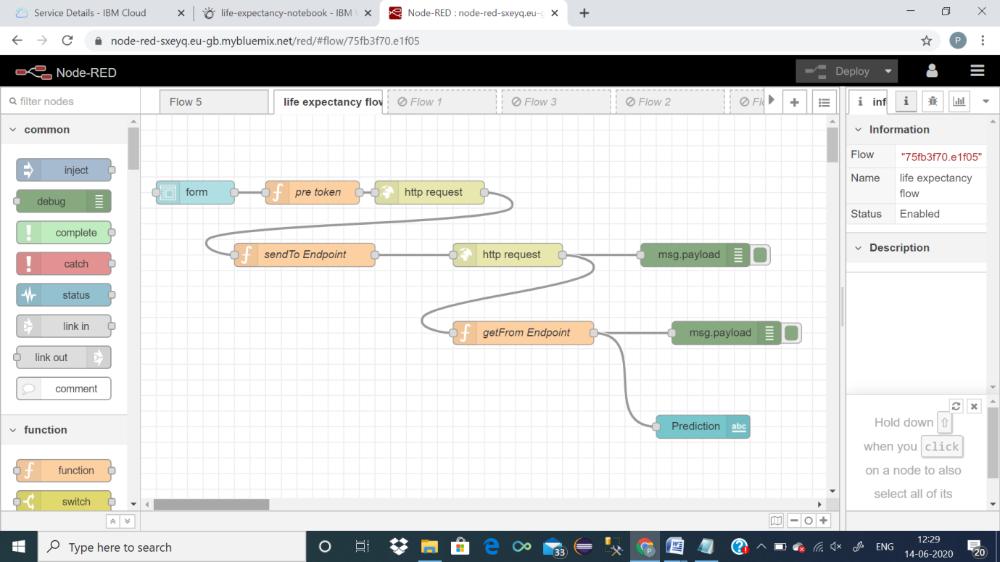 Service Details - IBM Cloud
life-expectancy-notebook - IBM
Node-RED : node-red-sxeyq.eu-g
node-red-sxeyq.eu-gb.mybluemix.net/red/#flow/75fb3f70.e1f05
P
Node-RED
Deploy
filter nodes
Flow 5
life expectancy flow
Flow 1
Flow 3
Flow 2
inf
common
inject
debug
complete
catch
status
link in
link out
comment
function
function
switch
form
pre token
http request
sendTo Endpoint
http request
msg.payload
getFrom Endpoint
msg.payload
Prediction
abc
Information
Flow "75fb3f70.e1f05"
Name life expectancy
flow
Status Enabled
Description
Hold down ⇧
when you click
on a node to also
select all of its
Type here to search
33
P
ENG
12:29
14-06-2020
20